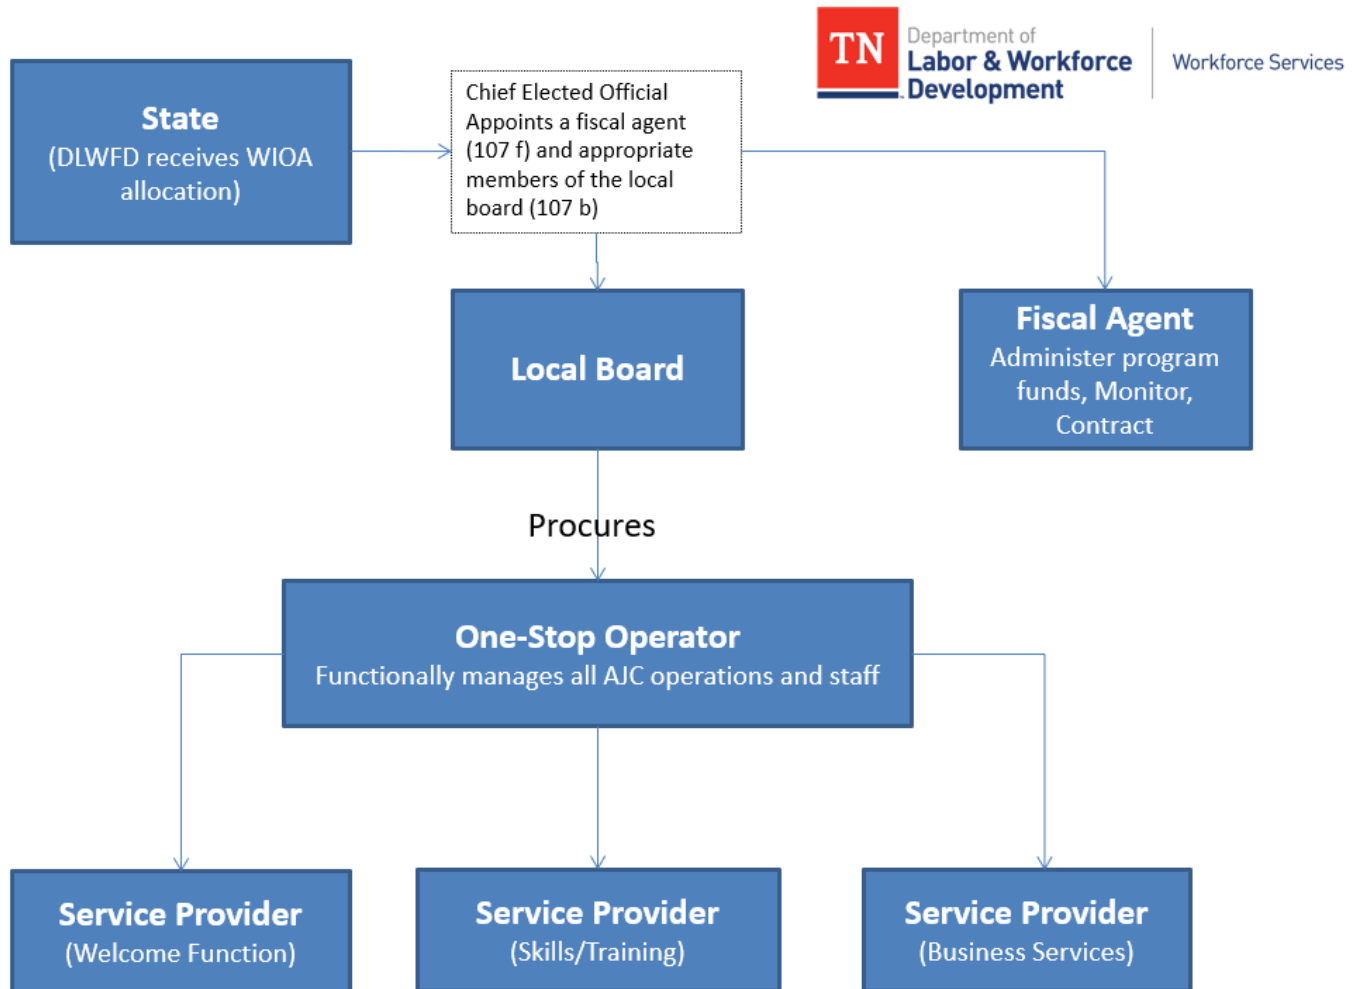 TN
Department of
Labor & Workforce
Development
Workforce Services
State
(DLWFD receives WIOA
allocation)
Chief Elected Official
Appoints a fiscal agent
(107 f) and appropriate
members of the local
board (107 b)
Local Board
Fiscal Agent
Administer program
funds, Monitor,
Contract
Procures
One-Stop Operator
Functionally manages all AJC operations and staff
Service Provider
(Welcome Function)
Service Provider
(Skills/Training)
Service Provider
(Business Services)